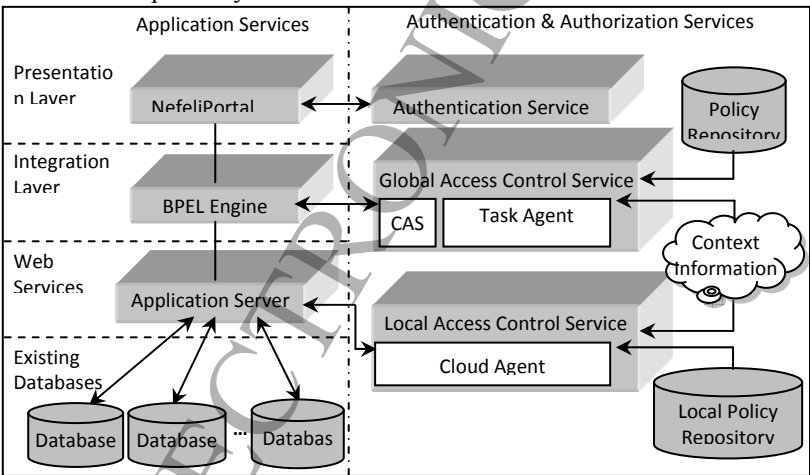 Application Services
Authentication & Authorization Services
Presentatio
n Layer
NefeliPortal
Authentication Service
Policy
Repository
Integration
Layer
BPEL Engine
Global Access Control Service
CAS
Task Agent
Context
Information
Web
Services
Application Server
Local Access Control Service
Cloud Agent
Existing
Databases
Database
Database
...
Databas
Local Policy
Repository